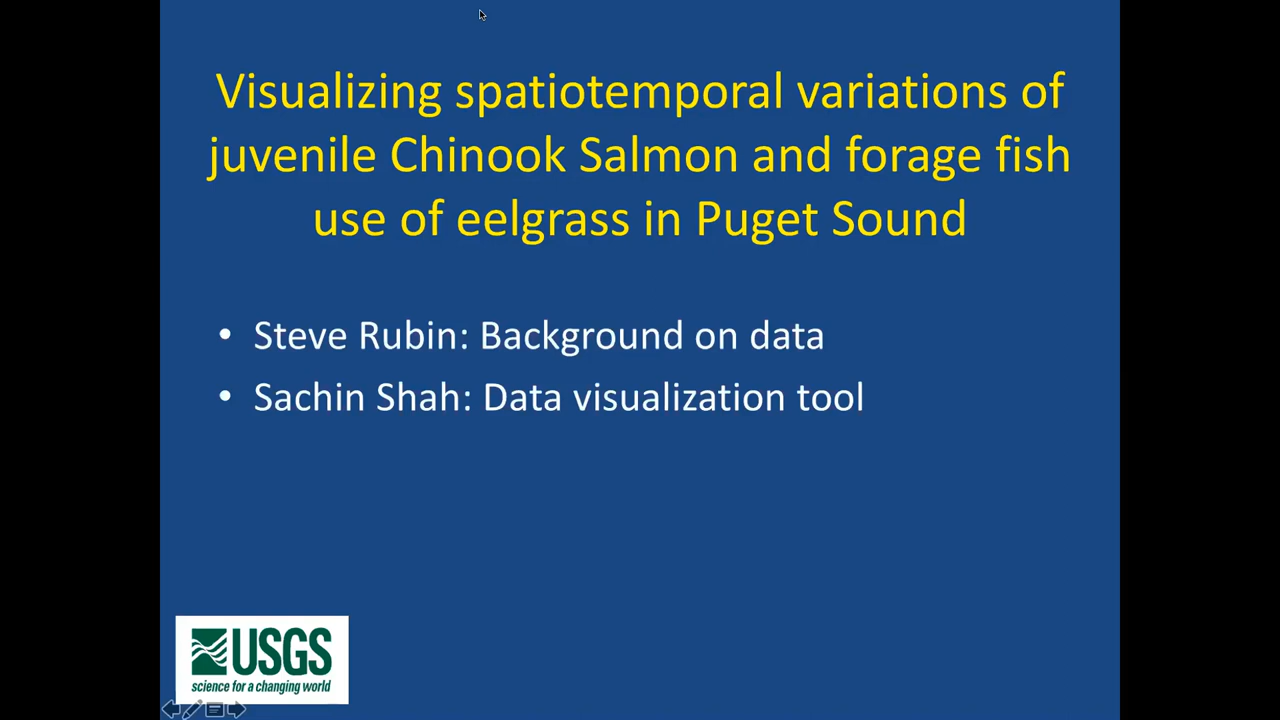 Visualizing spatiotemporal variations of
juvenile Chinook Salmon and forage fish
use of eelgrass in Puget Sound
• Steve Rubin: Background on data
• Sachin Shah: Data visualization tool
USGS
science for a changing world